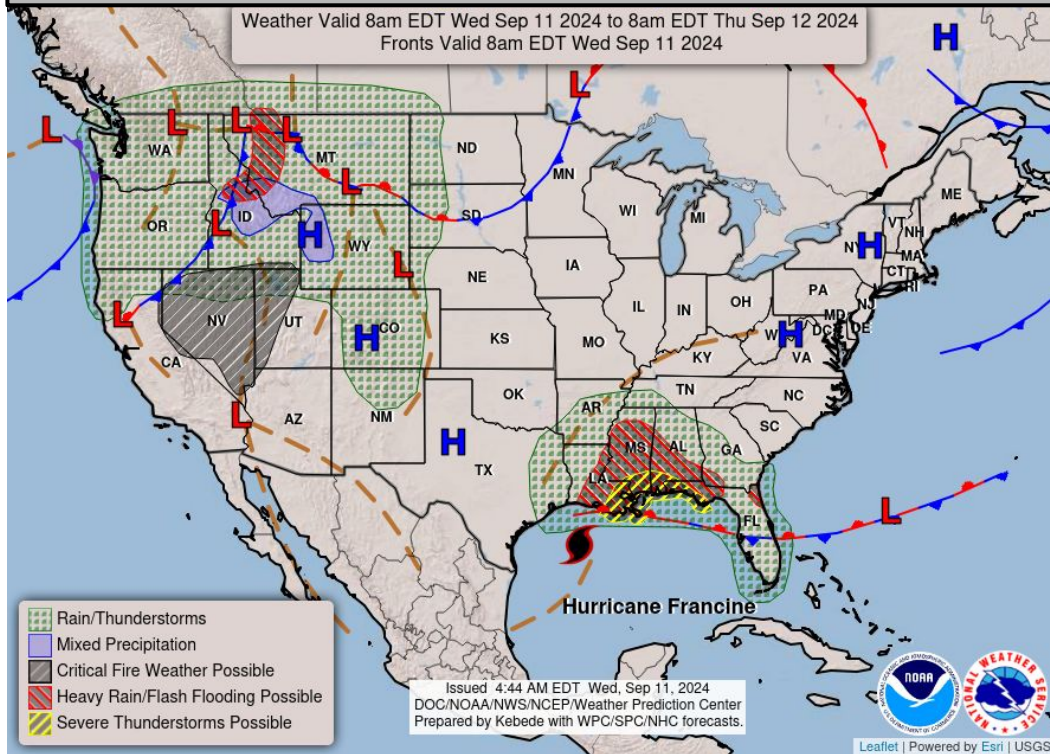 Weather Valid 8am EDT Wed Sep 11 2024 to 8am EDT Thu Sep 12 2024
Fronts Valid 8am EDT Wed Sep 11 2024
H
L
L
L
L
L
WA
MT
ND
MN
ME
L
VT
NH
OR
L
ID
H
WY
SD
WI
MI
NY
H
MA
CT
RI
L
NE
IA
PA
NJ
L
NV
UT
H
CO
KS
MO
IL
IN
OH
W
H
MD
DC
DE
VA
CA
KY
L
AZ
NM
OK
AR
TN
NC
SC
H
TX
LA
MS
AL
GA
FL
L
Hurricane Francine
Rain/Thunderstorms
Mixed Precipitation
Critical Fire Weather Possible
Heavy Rain/Flash Flooding Possible
Severe Thunderstorms Possible
Issued 4:44 AM EDT Wed, Sep 11, 2024
DOC/NOAA/NWS/NCEP/Weather Prediction Center
Prepared by Kebede with WPC/SPC/NHC forecasts.
NOAA
NATIONAL WEATHER SERVICE
Leaflet | Powered by Esri | USGS